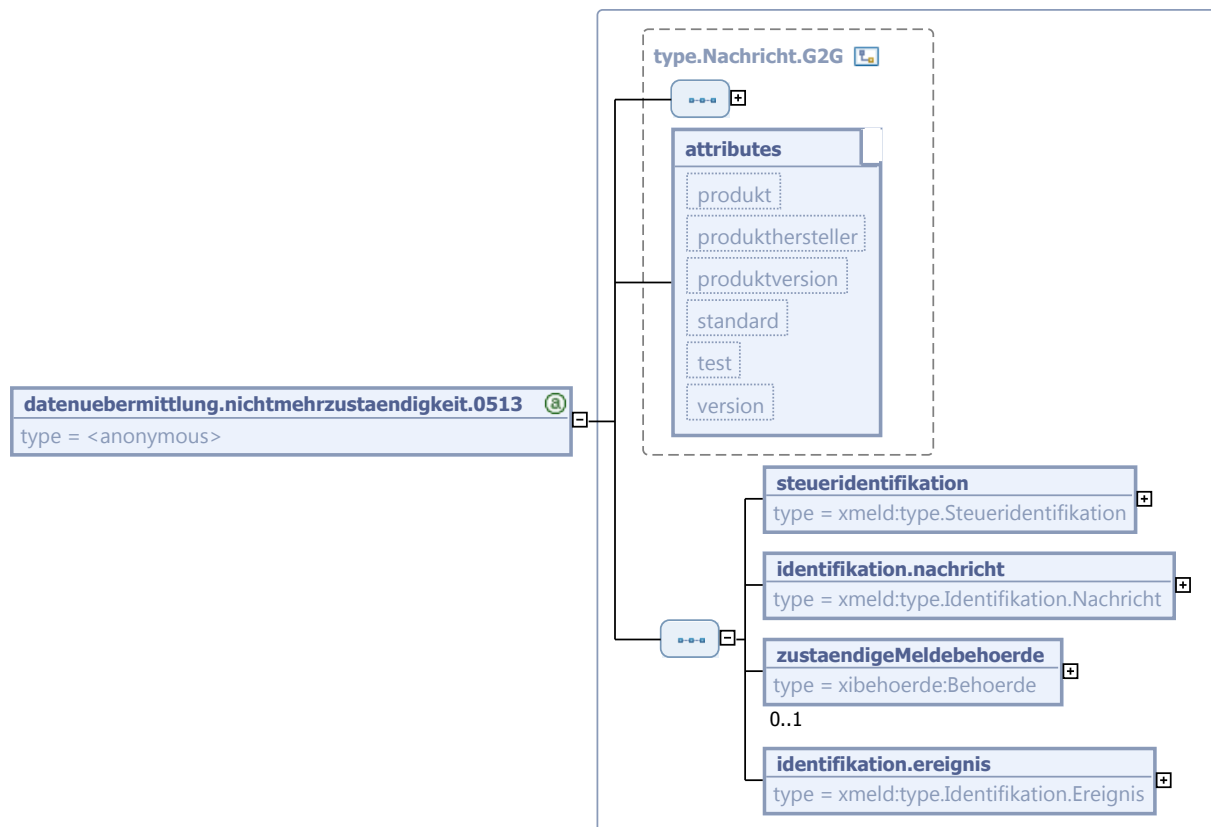 type.Nachricht.G2G
attributes
produkt
produkthersteller
produktversion
standard
test
version
datenuebermittlung.nichtmehrzustaendigkeit.0513
type = <anonymous>
steueridentifikation
type = xmeld:type.Steueridentifikation
identifikation.nachricht
type = xmeld:type.Identifikation.Nachricht
zustaendigeMeldebehoerde
type = xibehoerde:Behoerde
0..1
identifikation.ereignis
type = xmeld:type.Identifikation.Ereignis